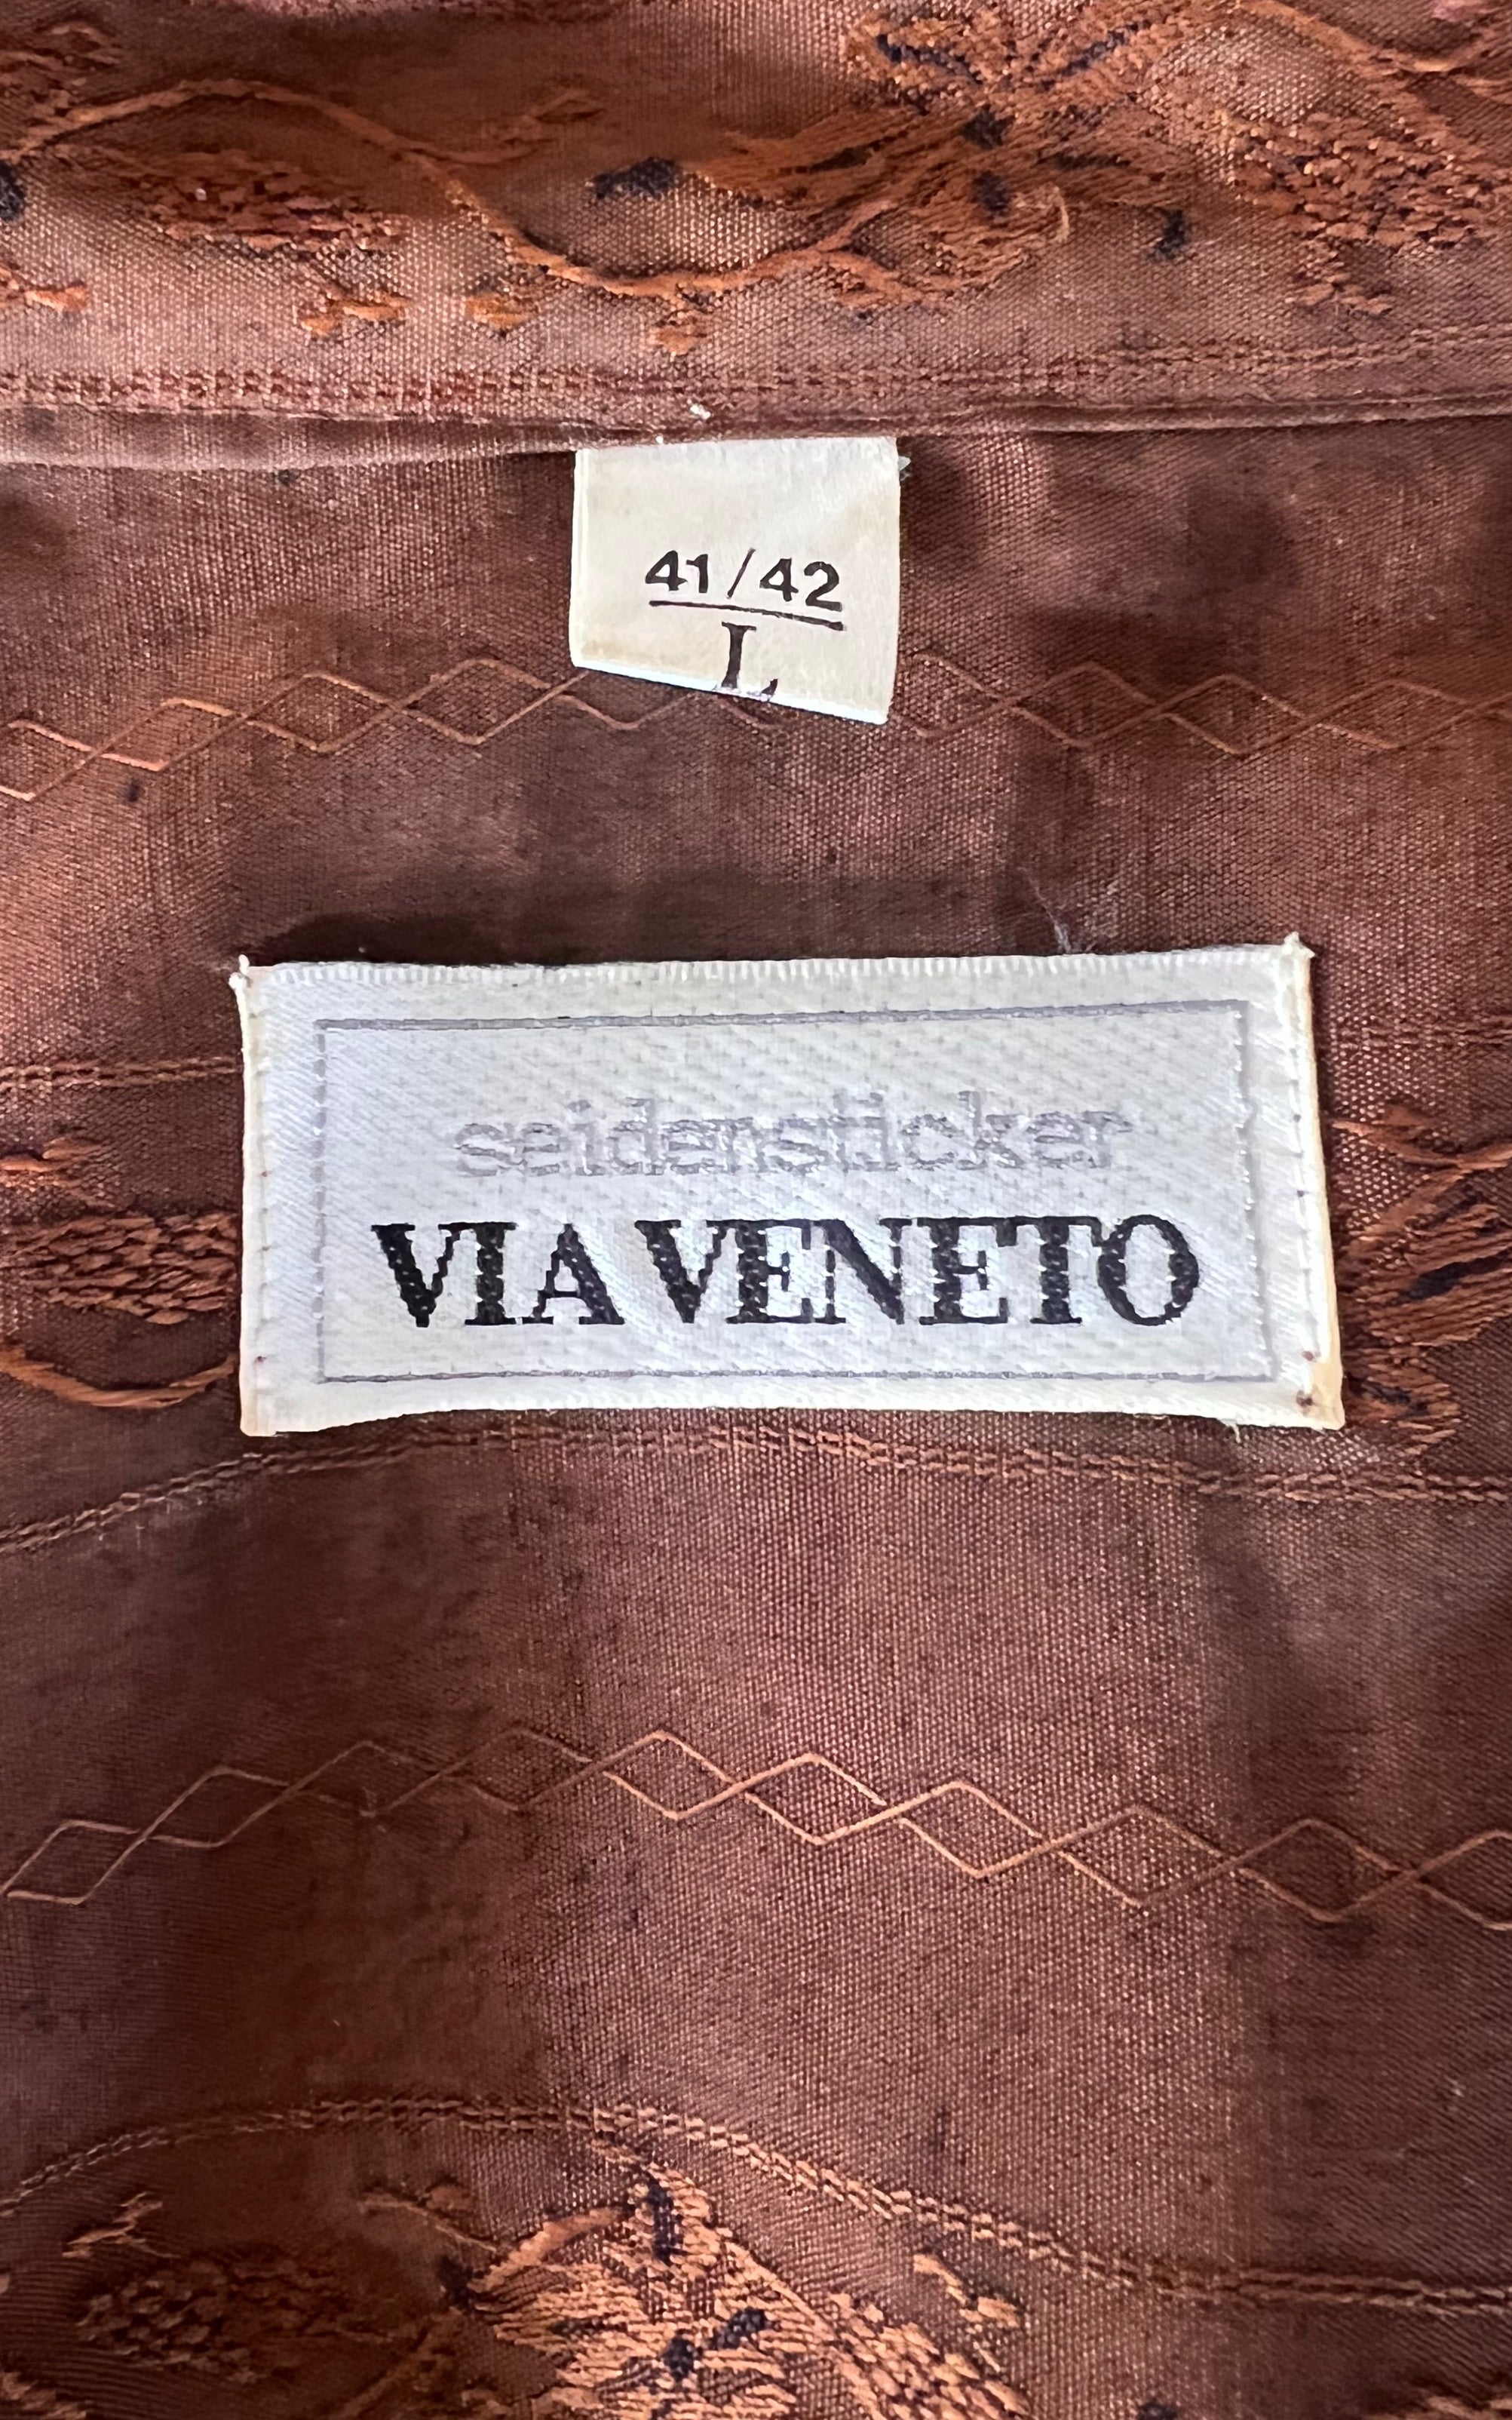 41/42
L
seidensticker
VIA VENETO